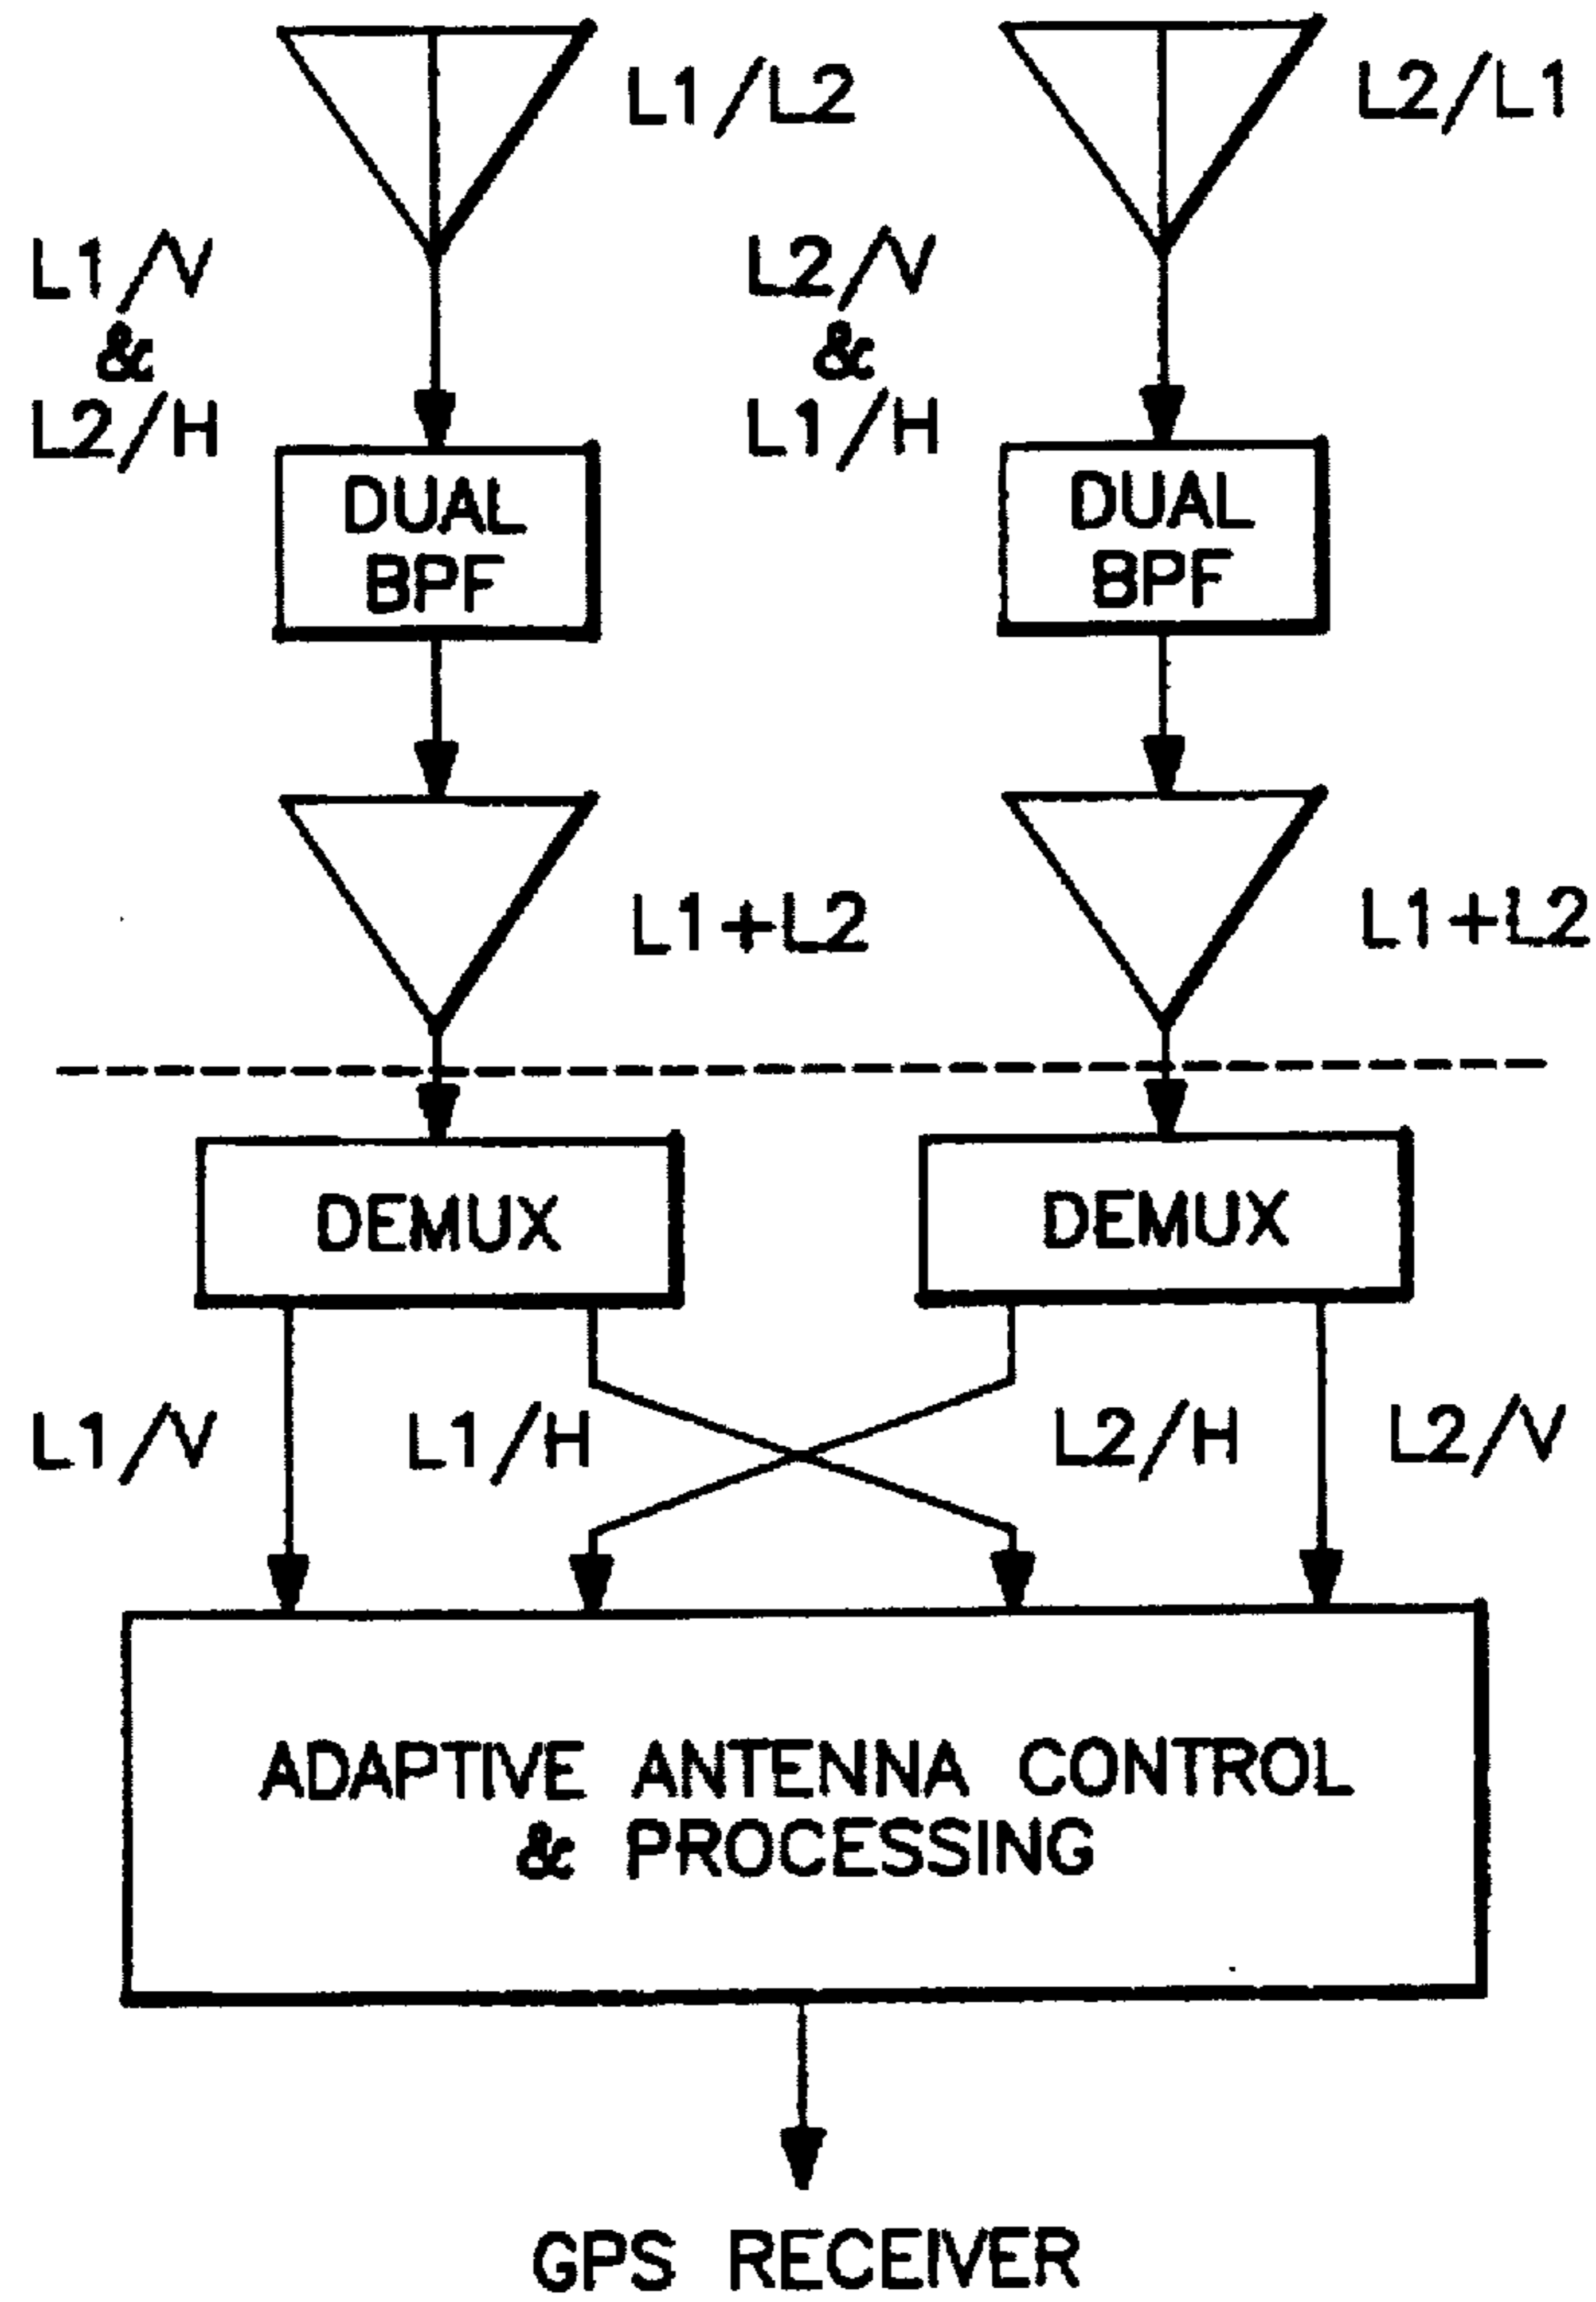 L1/L2
L2/L1
L1/V
&
L2/H
L2/V
&
L1/H
DUAL
BPF
DUAL
BPF
L1+L2
L1+L2
DEMUX
DEMUX
L1/V
L1/H
L2/H
L2/V
ADAPTIVE ANTENNA CONTROL
& PROCESSING
GPS RECEIVER